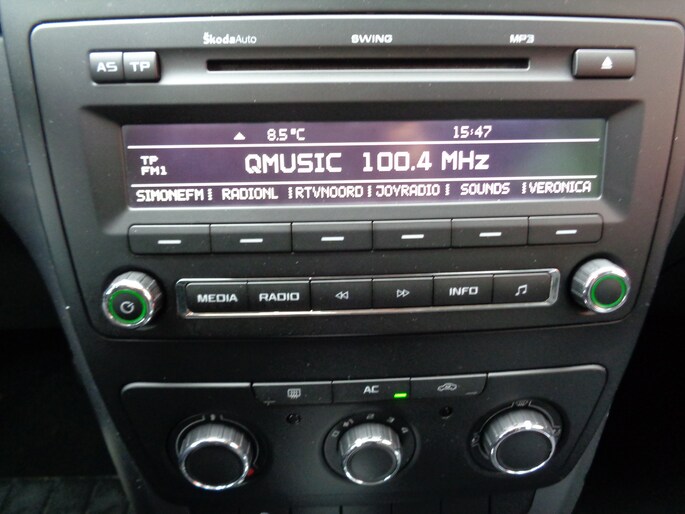 ŠkodaAuto SWING MP3
AS TP
8.5°C 15:47
TP
FM1 QMUSIC 100.4 MHz
SIMONEFM RADIONL RTVNOORD JOYRADIO SOUNDS VERONICA
MEDIA RADIO INFO
AC